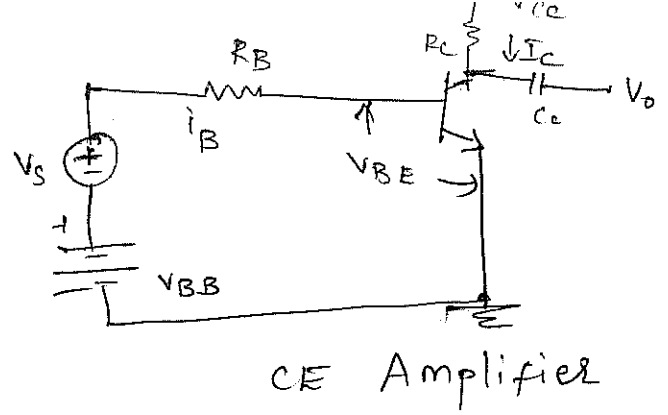 Vcc
RB
RC
IC
iB
Cc
Vo
VS
+
VBE
+
VBB
CE Amplifier